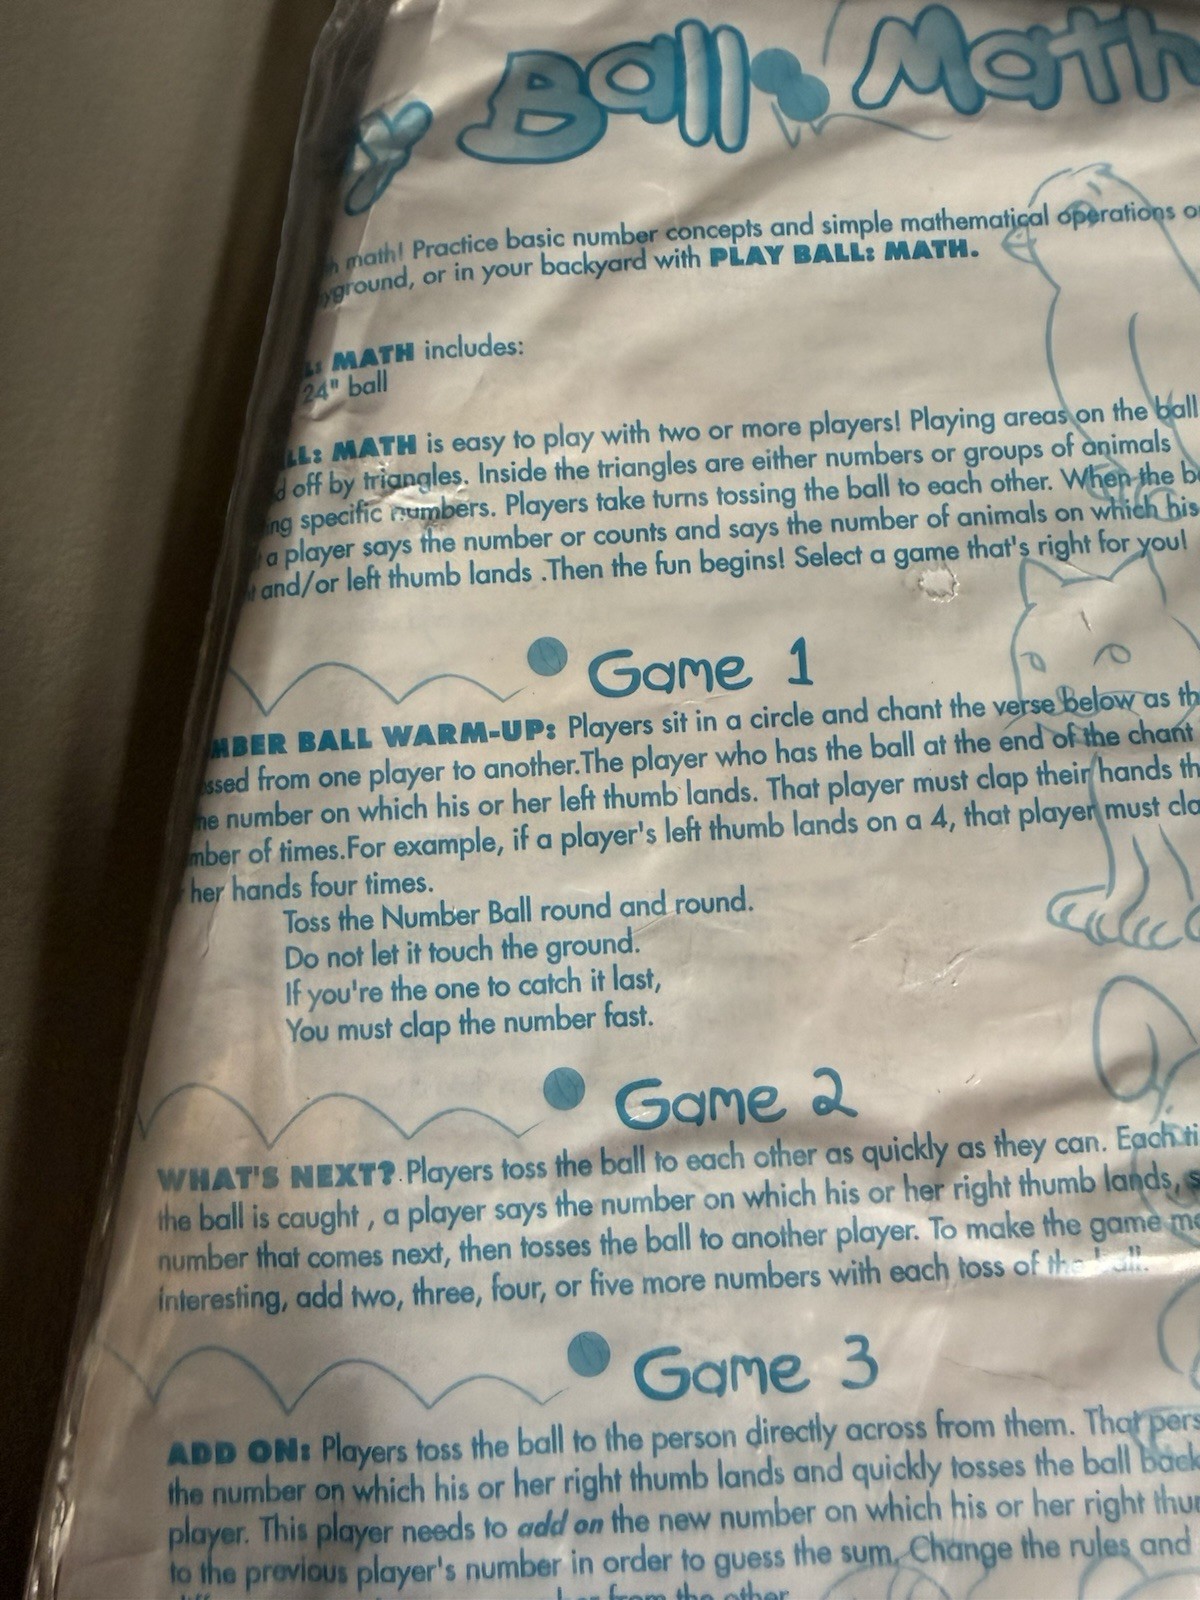 Ball: Math
math! Practice basic number concepts and simple mathematical operations
or in your backyard with PLAY BALL: MATH.
MATH includes:
24" ball
MATH is easy to play with two or more players! Playing areas on the ball
off by triangles. Inside the triangles are either numbers or groups of animals
specific numbers. Players take turns tossing the ball to each other. When the
a player says the number or counts and says the number of animals on which his
and/or left thumb lands .Then the fun begins! Select a game that's right for you!
Game 1
BALL WARM-UP: Players sit in a circle and chant the verse below as
from one player to another.The player who has the ball at the end of the chant
number on which his or her left thumb lands. That player must clap their hands
of times.For example, if a player's left thumb lands on a 4, that player must
her hands four times.
Toss the Number Ball round and round.
Do not let it touch the ground.
If you're the one to catch it last,
You must clap the number fast.
Game 2
WHAT'S NEXT? Players toss the ball to each other as quickly as they can. Each
the ball is caught , a player says the number on which his or her right thumb lands,
number that comes next, then tosses the ball to another player. To make the game
interesting, add two, three, four, or five more numbers with each toss of the ball.
Game 3
ADD ON: Players toss the ball to the person directly across from them. That
the number on which his or her right thumb lands and quickly tosses the ball back
player. This player needs to add on the new number on which his or her right
to the previous player's number in order to guess the sum. Change the rules and
from the other